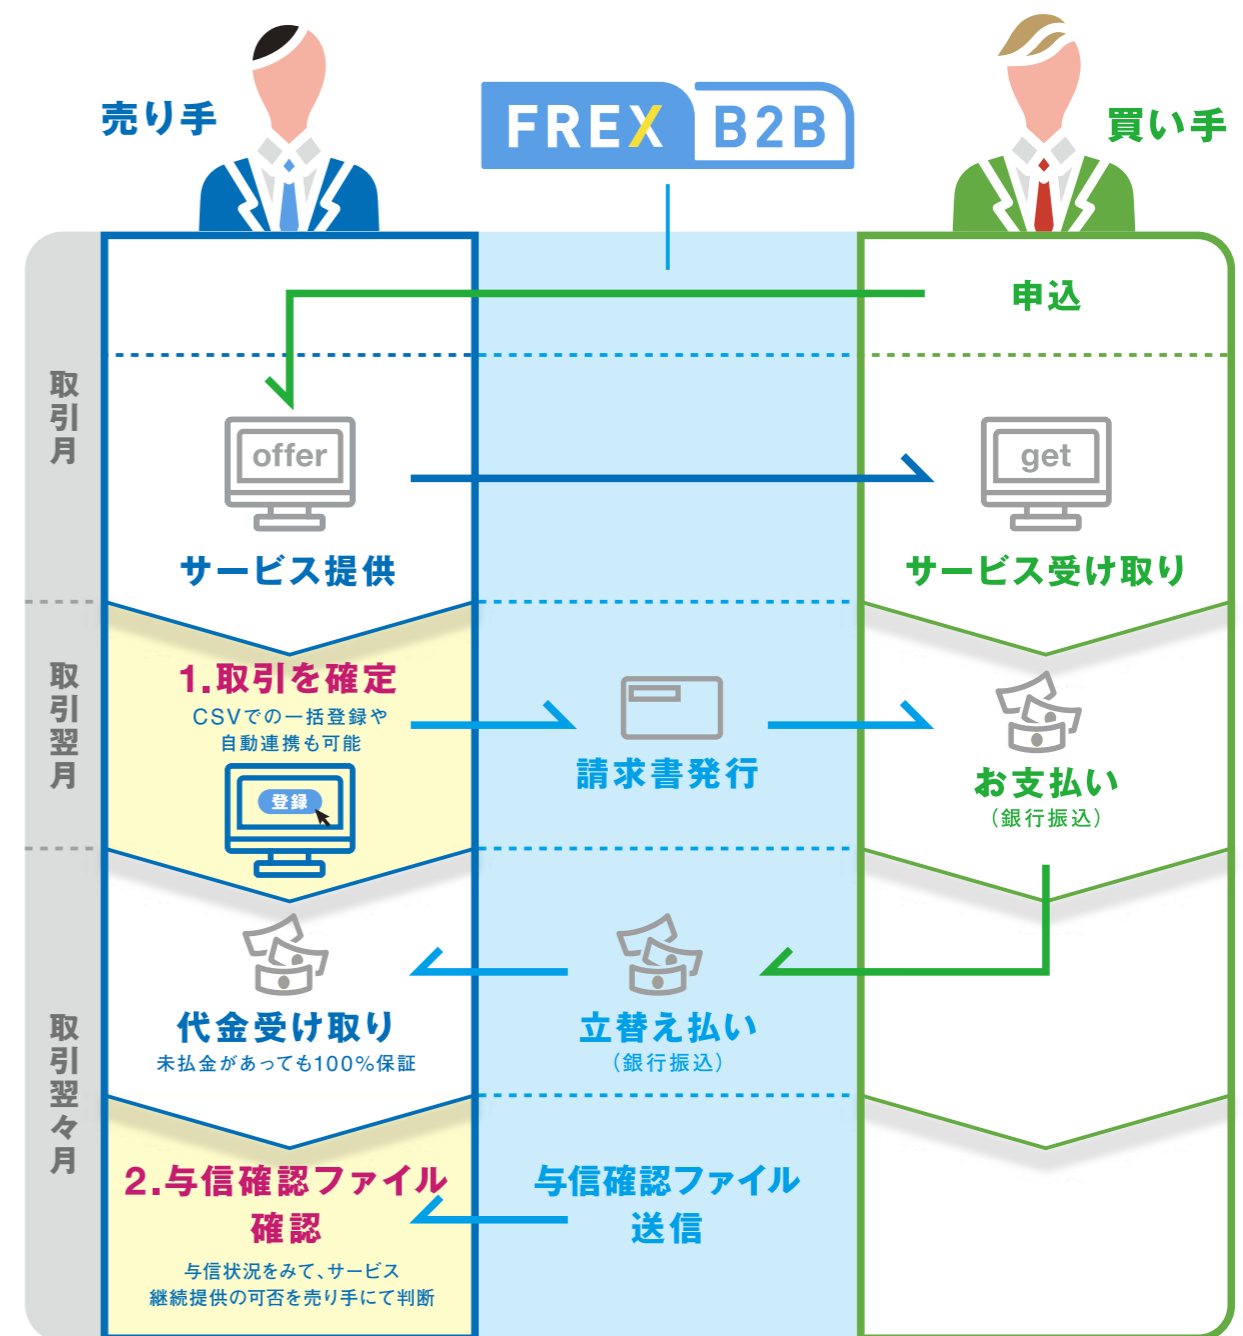 売り手
FREX B2B
買い手
取引月
申込
offer
get
サービス提供
サービス受け取り
取引翌月
1.取引を確定
CSVでの一括登録や
自動連携も可能
登録
請求書発行
お支払い
(銀行振込)
取引翌々月
代金受け取り
未払金があっても100%保証
立替え払い
(銀行振込)
2.与信確認ファイル
確認
与信状況をみて、サービス
継続提供の可否を売り手にて判断
与信確認ファイル
送信